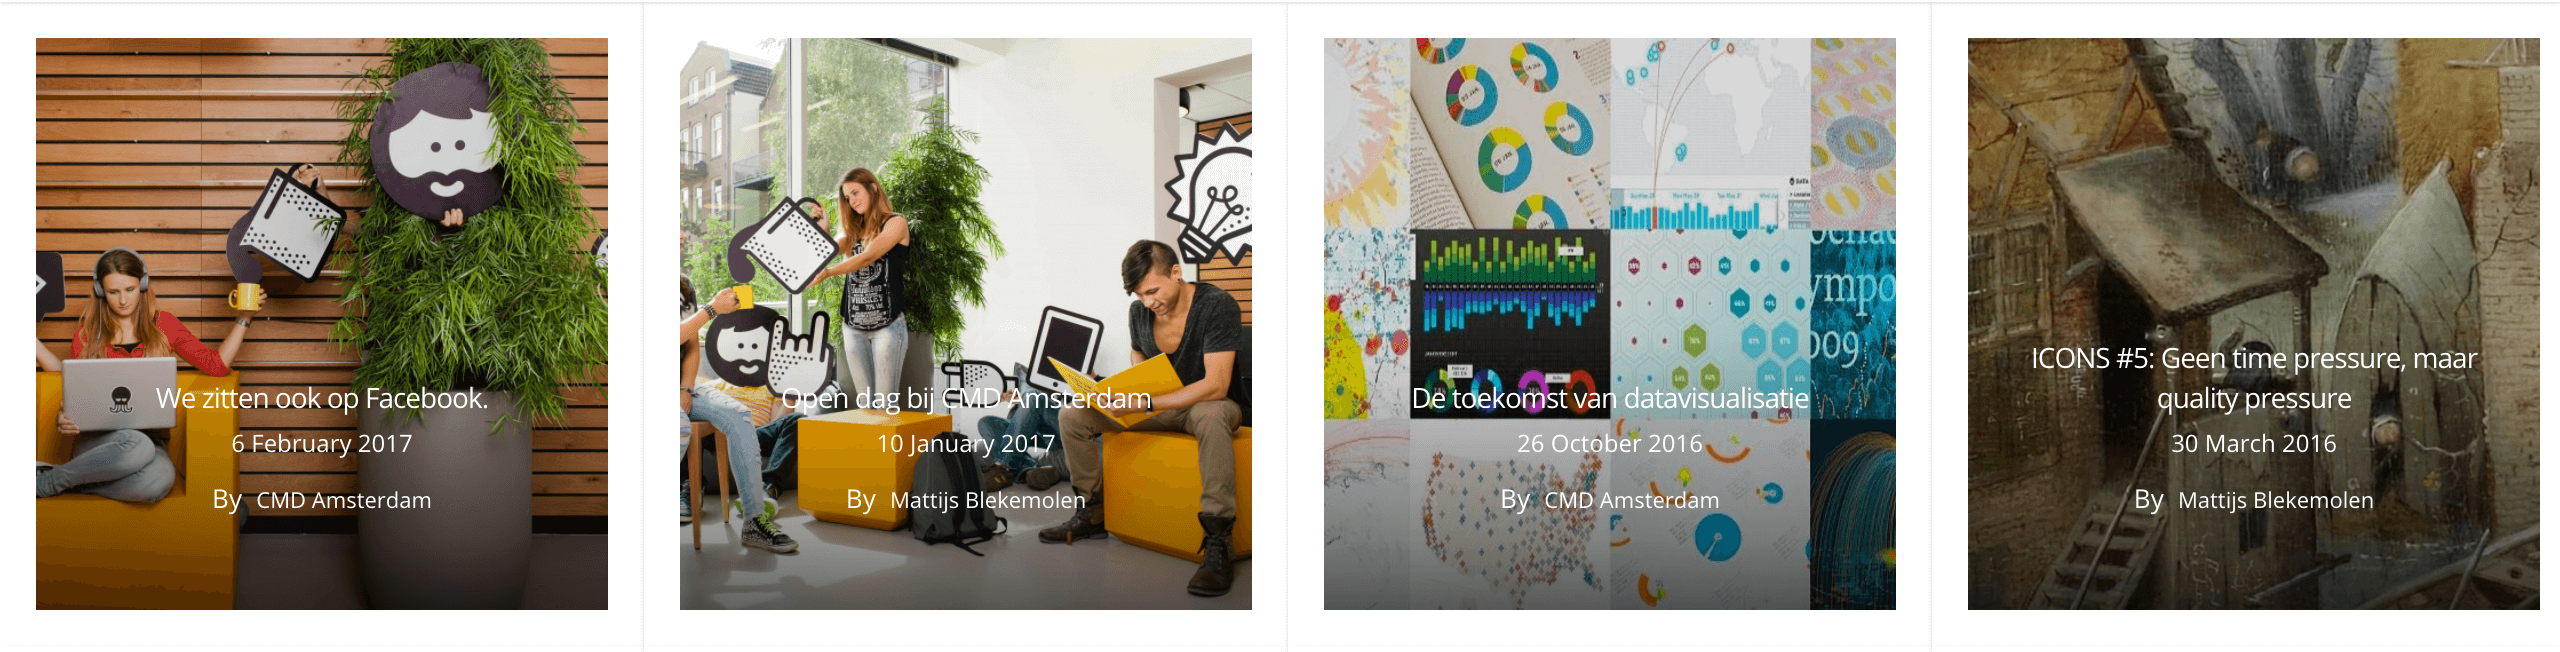 We zitten ook op Facebook.
6 February 2017
By CMD Amsterdam
Open dag bij CMD Amsterdam
10 January 2017
By Mattijs Blekemolen
De toekomst van datavisualisatie
26 October 2016
By CMD Amsterdam
ICONS #5: Geen time pressure, maar
quality pressure
30 March 2016
By Mattijs Blekemolen